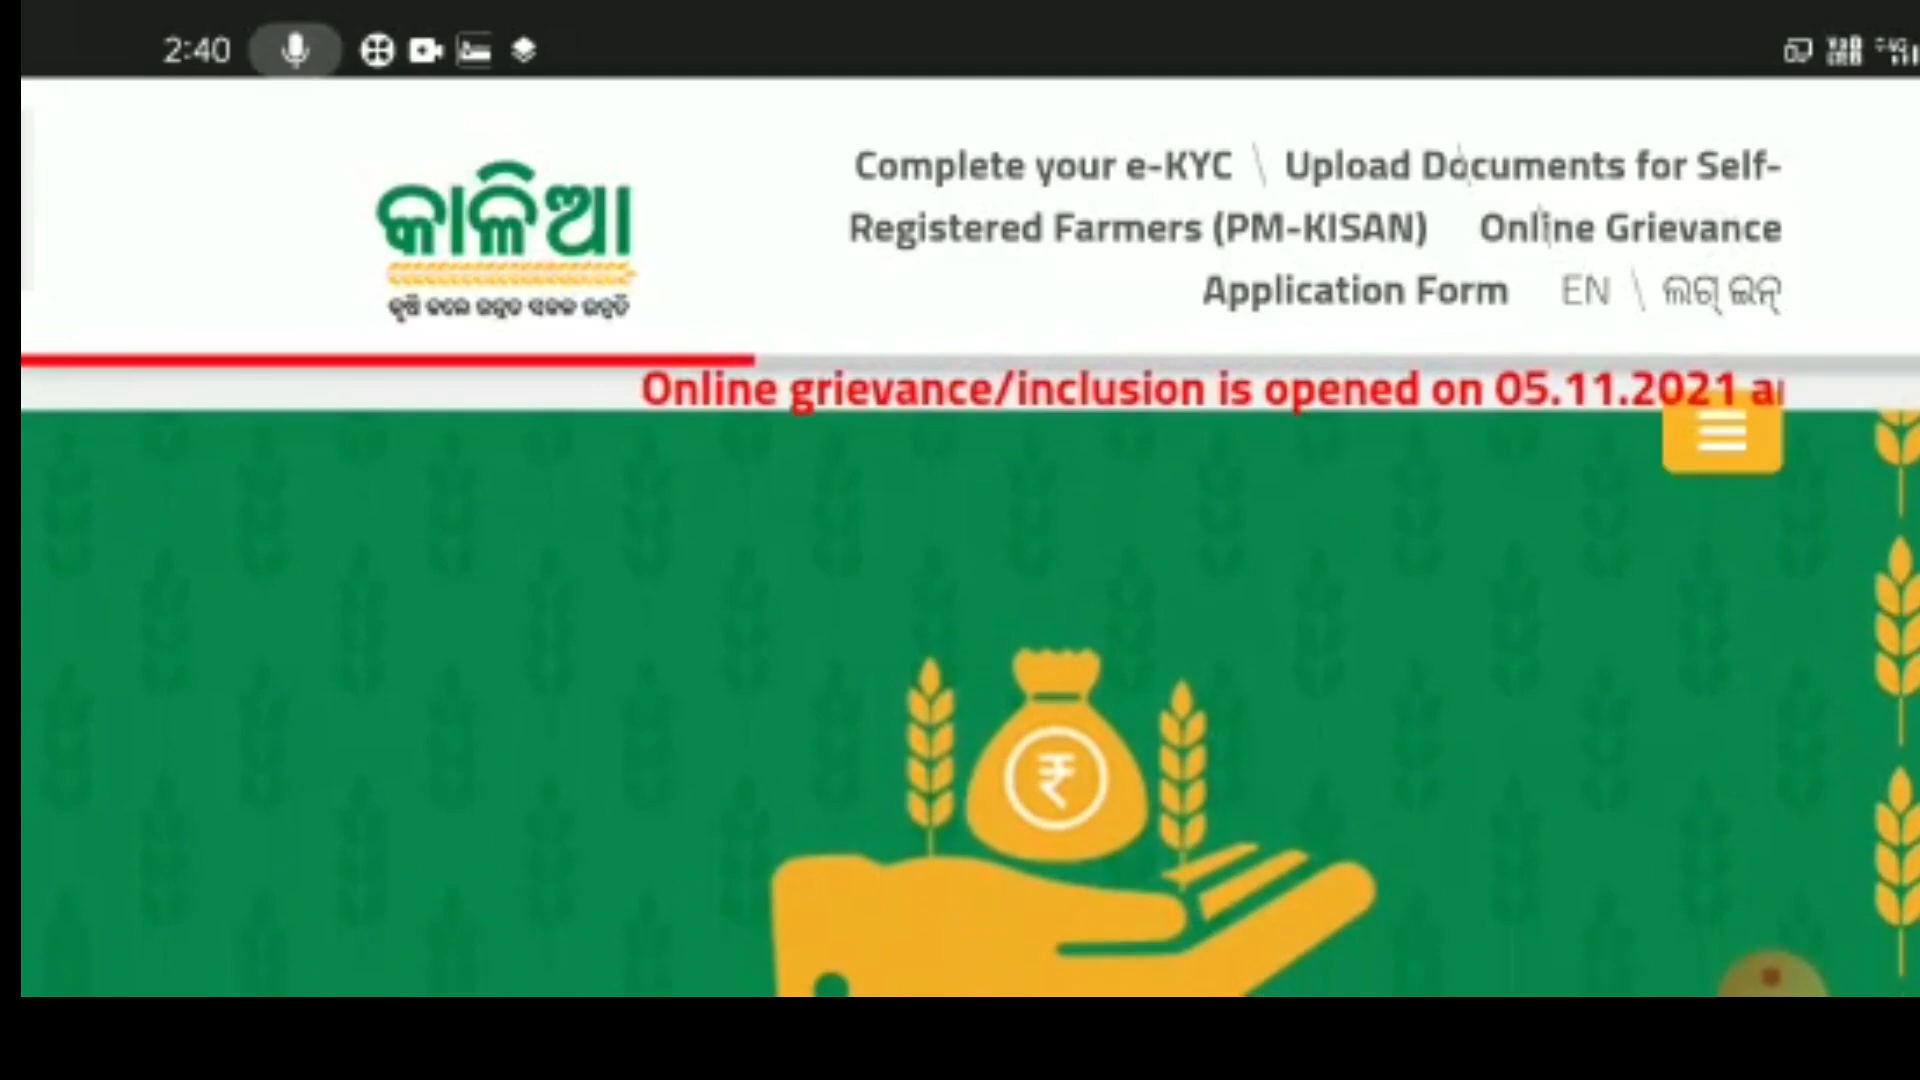 2:40
କାଳିଆ
Complete your e-KYC \ Upload Documents for Self-
Registered Farmers (PM-KISAN) Online Grievance
Application Form EN \ ଲଗ୍ ଇନ୍
Online grievance/inclusion is opened on 05.11.2021
₹